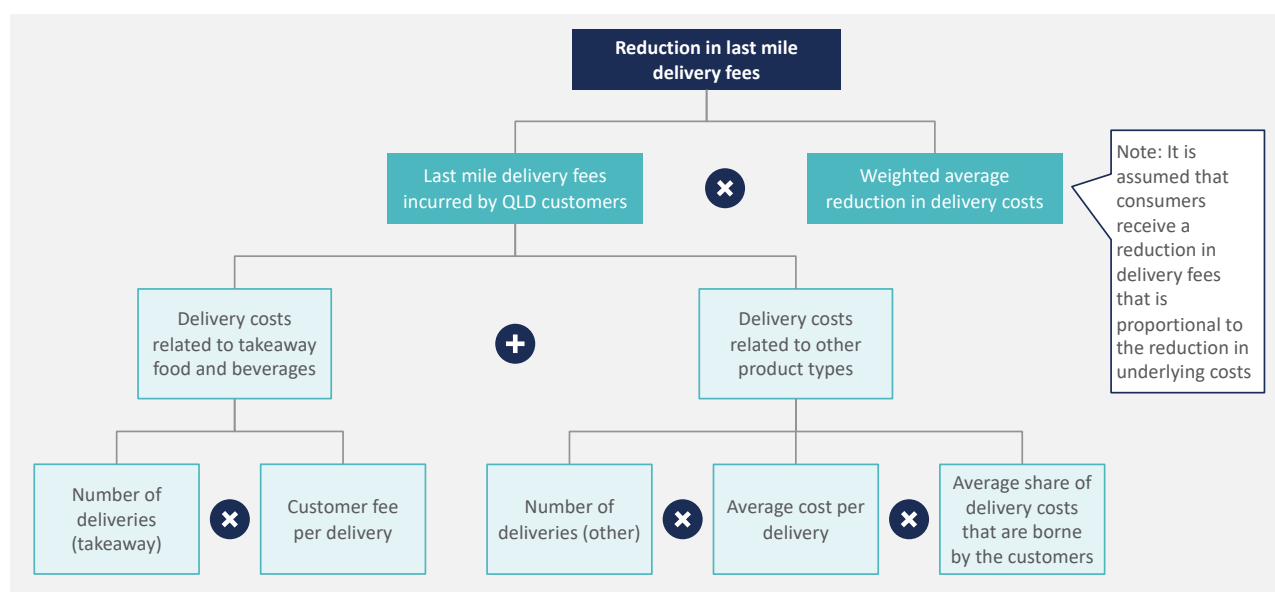 Reduction in last mile
delivery fees
Last mile delivery fees
incurred by QLD customers
Weighted average
reduction in delivery costs
Note: It is
assumed that
consumers
receive a
reduction in
delivery fees
that is
proportional to
the reduction in
underlying costs
Delivery costs
related to takeaway
food and beverages
+
Delivery costs
related to other
product types
Number of
deliveries
(takeaway)
Customer fee
per delivery
Number of
deliveries (other)
Average cost per
delivery
Average share of
delivery costs
that are borne
by the customers